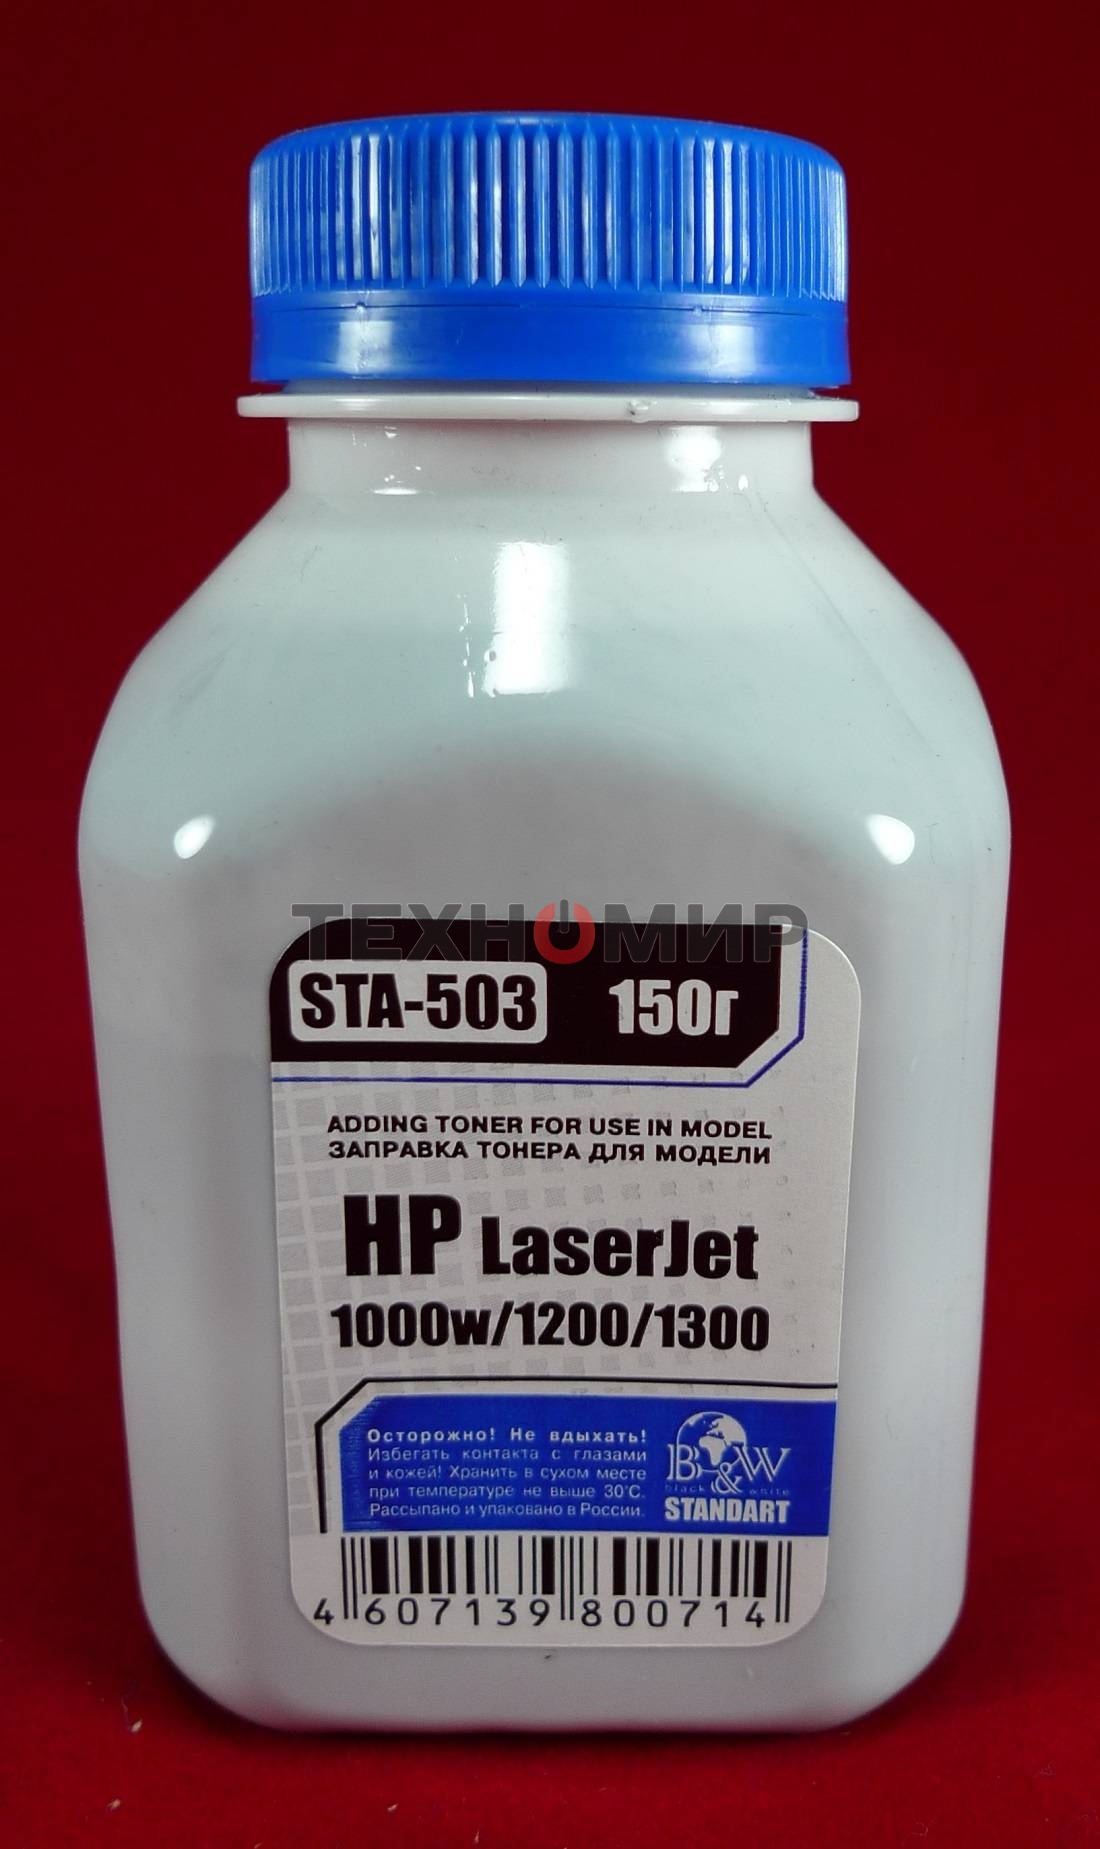 ТЕХНОМИР
STA-503 150г
ADDING TONER FOR USE IN MODEL
ЗАПРАВКА ТОНЕРА ДЛЯ МОДЕЛИ
HP LaserJet
1000w/1200/1300
Осторожно! Не вдыхать!
Избегать контакта с глазами
и кожей! Хранить в сухом месте
при температуре не выше 30°С.
Рассыпано и упаковано в России.
B&W
black & white
STANDART
4 607139 800714